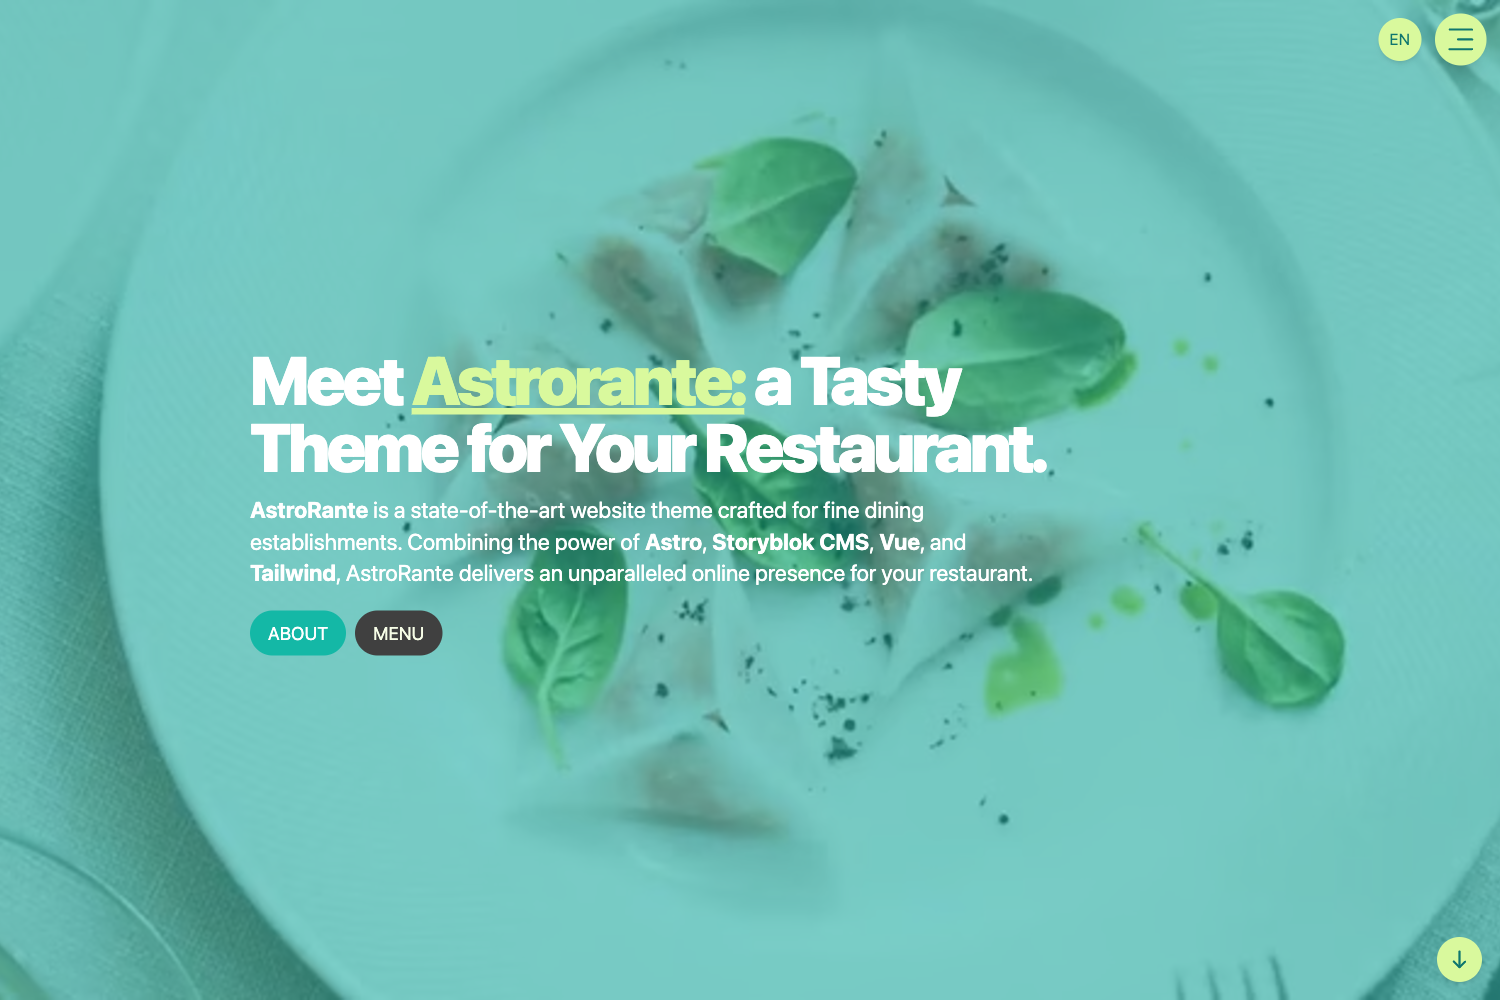 EN
Meet Astrorante: a Tasty
Theme for Your Restaurant.
AstroRante is a state-of-the-art website theme crafted for fine dining
establishments. Combining the power of Astro, Storyblok CMS, Vue, and
Tailwind, AstroRante delivers an unparalleled online presence for your restaurant.
ABOUT MENU